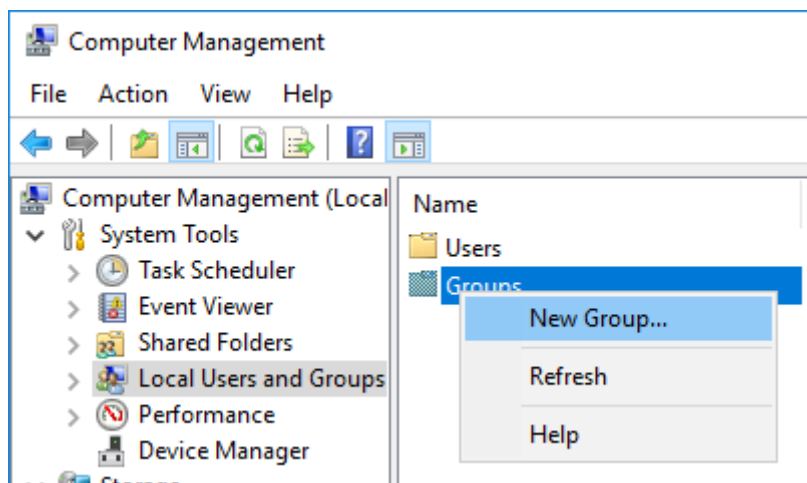 Computer Management
File Action View Help
Computer Management (Local
System Tools
Task Scheduler
Event Viewer
Shared Folders
Local Users and Groups
Performance
Device Manager
Storage
Name
Users
Groups
New Group...
Refresh
Help